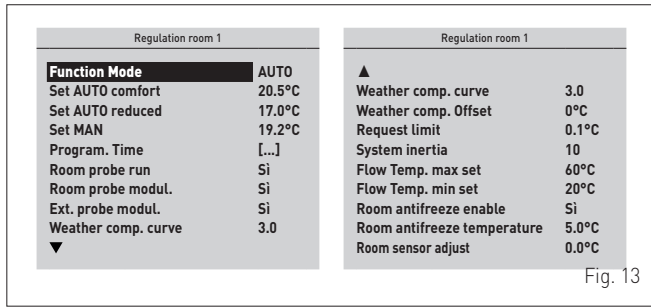 Regulation room 1
Function Mode AUTO
Set AUTO comfort 20.5°C
Set AUTO reduced 17.0°C
Set MAN 19.2°C
Program. Time [...]
Room probe run Sì
Room probe modul. Sì
Ext. probe modul. Sì
Weather comp. curve 3.0
▼
Regulation room 1
▲
Weather comp. curve 3.0
Weather comp. Offset 0°C
Request limit 0.1°C
System inertia 10
Flow Temp. max set 60°C
Flow Temp. min set 20°C
Room antifreeze enable Sì
Room antifreeze temperature 5.0°C
Room sensor adjust 0.0°C
Fig. 13